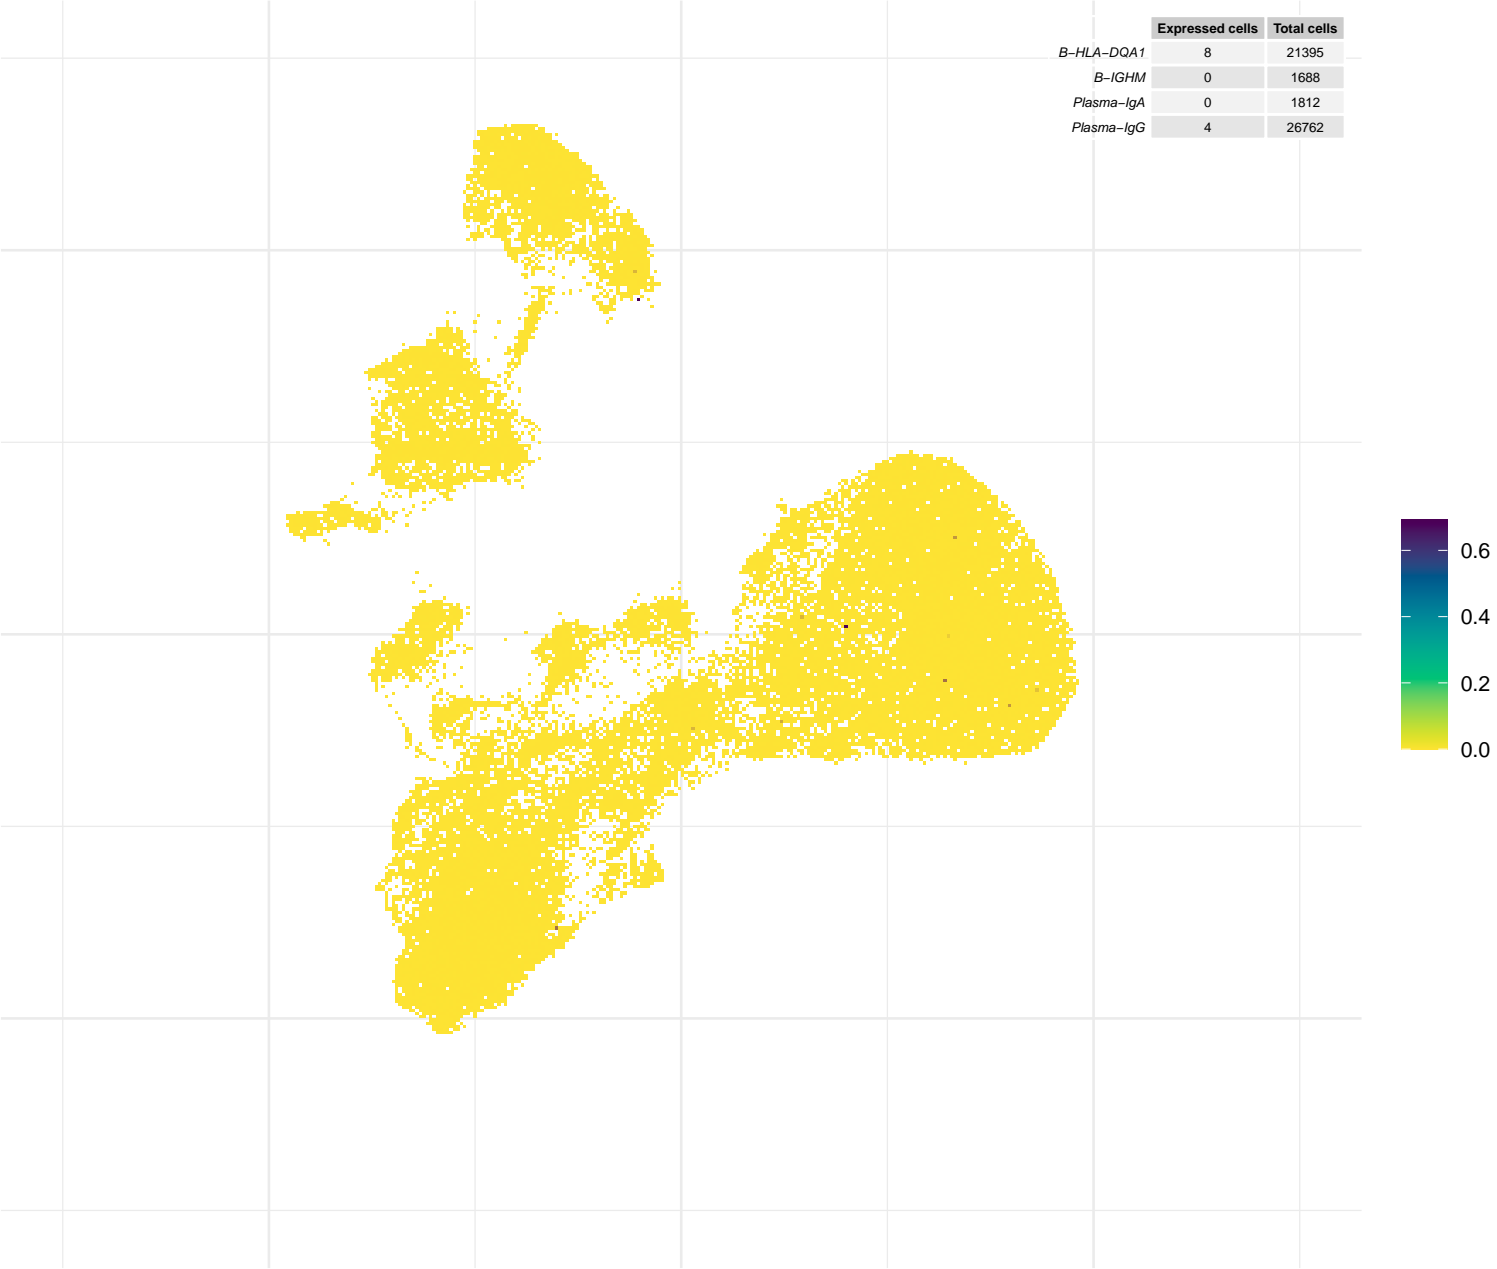 Expressed cells Total cells
B−HLA−DQA1 8 21395
B−IGHM 0 1688
Plasma−IgA 0 1812
Plasma−IgG 4 26762
0.6
0.4
0.2
0.0